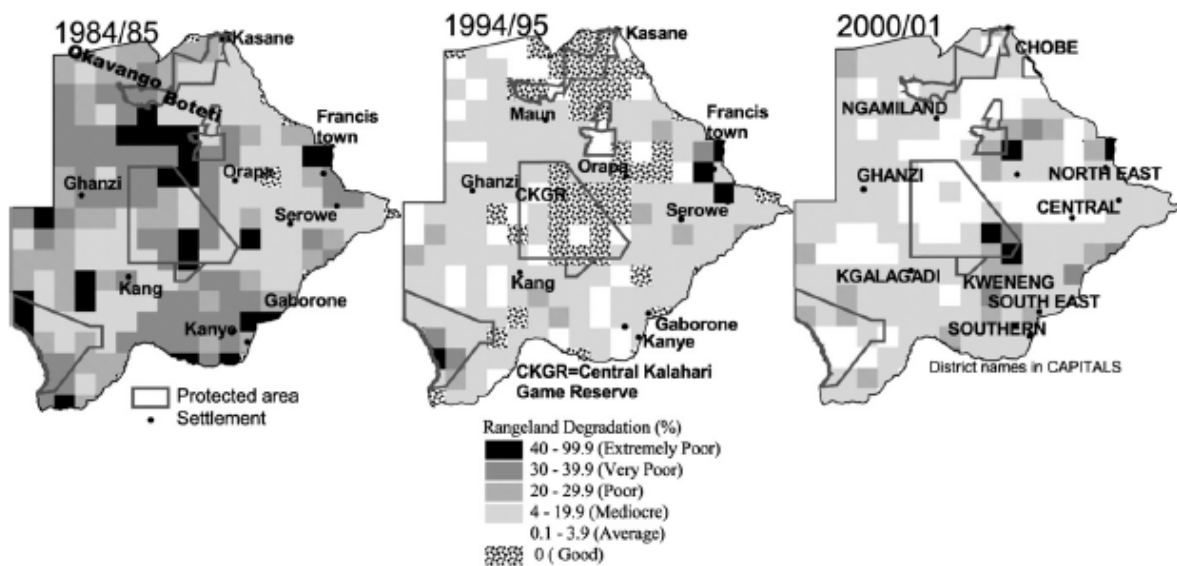 1984/85
Kasane
Okavango
Boteti
Francis
town
Ghanzi
Orapa
Serowe
Kang
Gaborone
Kanye
Protected area
Settlement
1994/95
Kasane
Maun
Francis
town
Orapa
Ghanzi
CKGR
Serowe
Kang
Gaborone
Kanye
CKGR=Central Kalahari
Game Reserve
2000/01
CHOBE
NGAMILAND
GHANZI
NORTH EAST
CENTRAL
KGALAGADI
KWENENG
SOUTH EAST
SOUTHERN
District names in CAPITALS
Rangeland Degradation (%)
40 - 99.9 (Extremely Poor)
30 - 39.9 (Very Poor)
20 - 29.9 (Poor)
4 - 19.9 (Mediocre)
0.1 - 3.9 (Average)
0 ( Good)